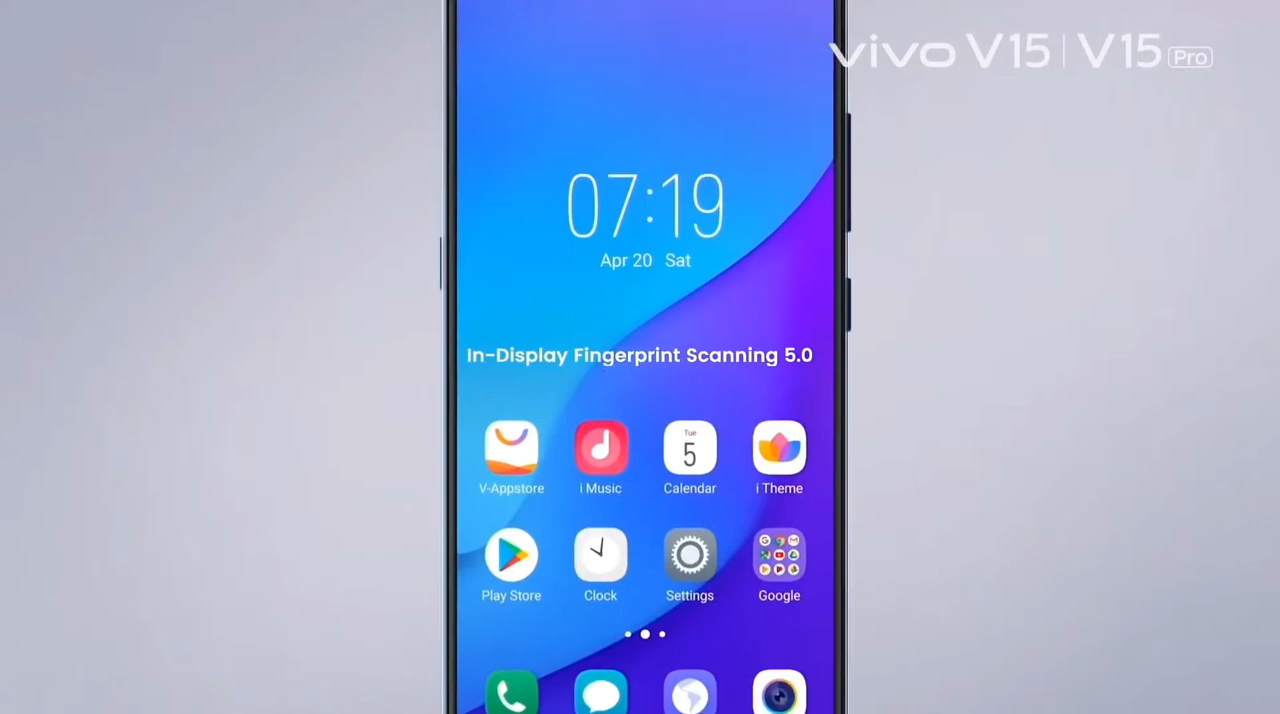 vivo V15 | V15 Pro
07:19
Apr 20 Sat
In-Display Fingerprint Scanning 5.0
Tue
5
V-Appstore i Music Calendar i Theme
Play Store Clock Settings Google